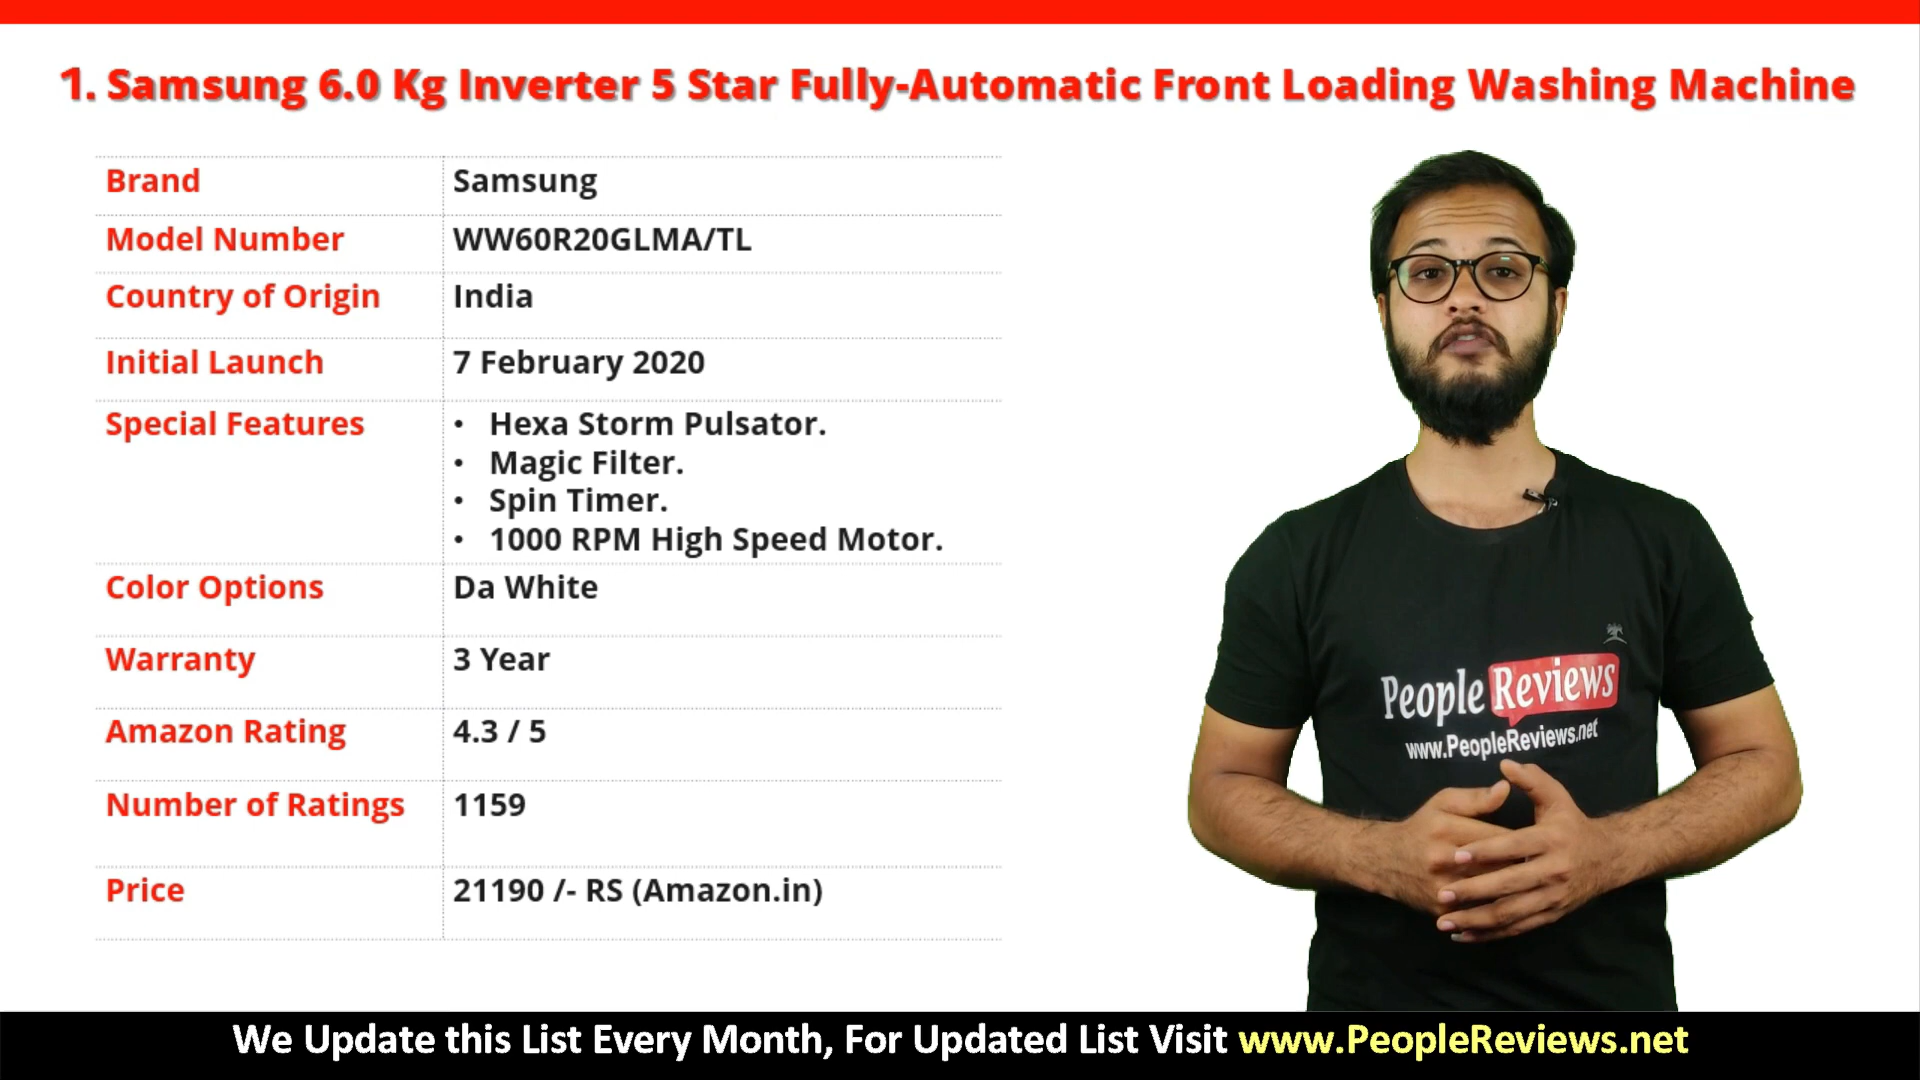 1. Samsung 6.0 Kg Inverter 5 Star Fully-Automatic Front Loading Washing Machine
Brand Samsung
Model Number WW60R20GLMA/TL
Country of Origin India
Initial Launch 7 February 2020
Special Features • Hexa Storm Pulsator.
• Magic Filter.
• Spin Timer.
• 1000 RPM High Speed Motor.
Color Options Da White
Warranty 3 Year
Amazon Rating 4.3 / 5
Number of Ratings 1159
Price 21190 /- RS (Amazon.in)
People Reviews
www.PeopleReviews.net
We Update this List Every Month, For Updated List Visit www.PeopleReviews.net